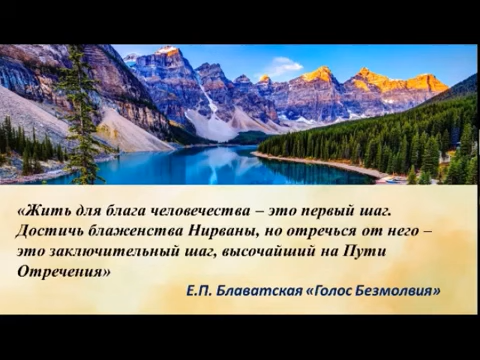 «Жить для блага человечества – это первый шаг.
Достичь блаженства Нирваны, но отречься от него –
это заключительный шаг, высочайший на Пути
Отречения»
Е.П. Блаватская «Голос Безмолвия»